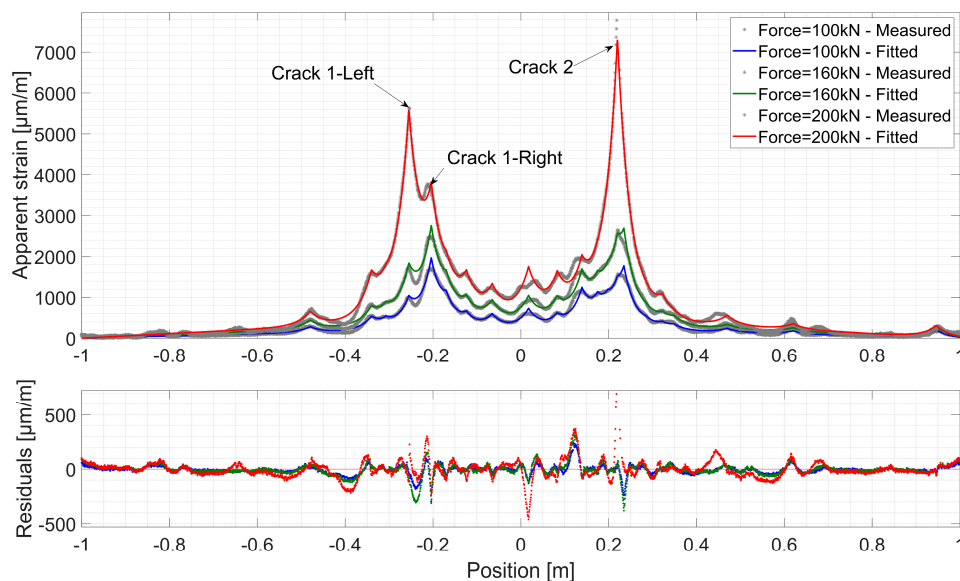 Apparent strain [µm/m]
7000
6000
5000
4000
3000
2000
1000
0
Crack 1-Left
Crack 1-Right
Crack 2
Force=100kN - Measured
Force=100kN - Fitted
Force=160kN - Measured
Force=160kN - Fitted
Force=200kN - Measured
Force=200kN - Fitted
-1 -0.8 -0.6 -0.4 -0.2 0 0.2 0.4 0.6 0.8 1
Residuals [µm/m]
500
0
-500
-1 -0.8 -0.6 -0.4 -0.2 0 0.2 0.4 0.6 0.8 1
Position [m]